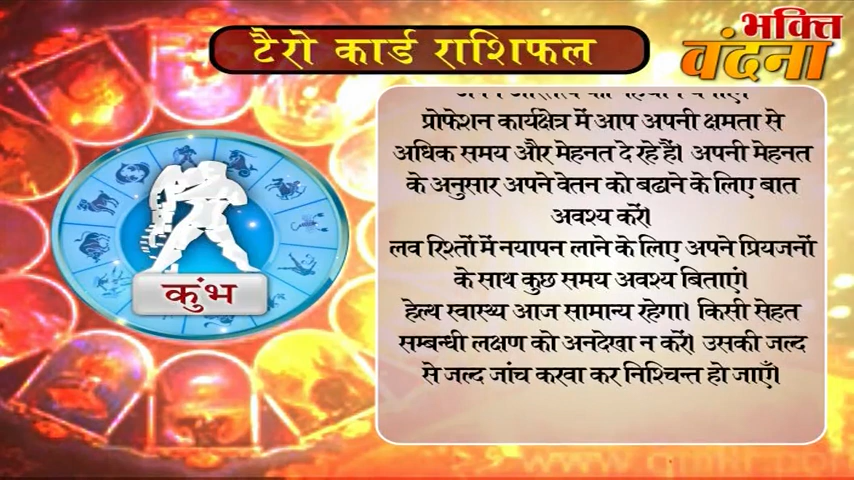 टैरो कार्ड राशिफल
भक्ति
वंदना
प्रोफेशन कार्यक्षेत्र में आप अपनी क्षमता से
अधिक समय और मेहनत दे रहे हैं। अपनी मेहनत
के अनुसार अपने वेतन को बढाने के लिए बात
अवश्य करें।
लव रिश्तों में नयापन लाने के लिए अपने प्रियजनों
के साथ कुछ समय अवश्य बिताएं।
हेल्थ स्वास्थ्य आज सामान्य रहेगा। किसी सेहत
सम्बन्धी लक्षण को अनदेखा न करें। उसकी जल्द
से जल्द जांच करवा कर निश्चिन्त हो जाएँ।
कुंभ